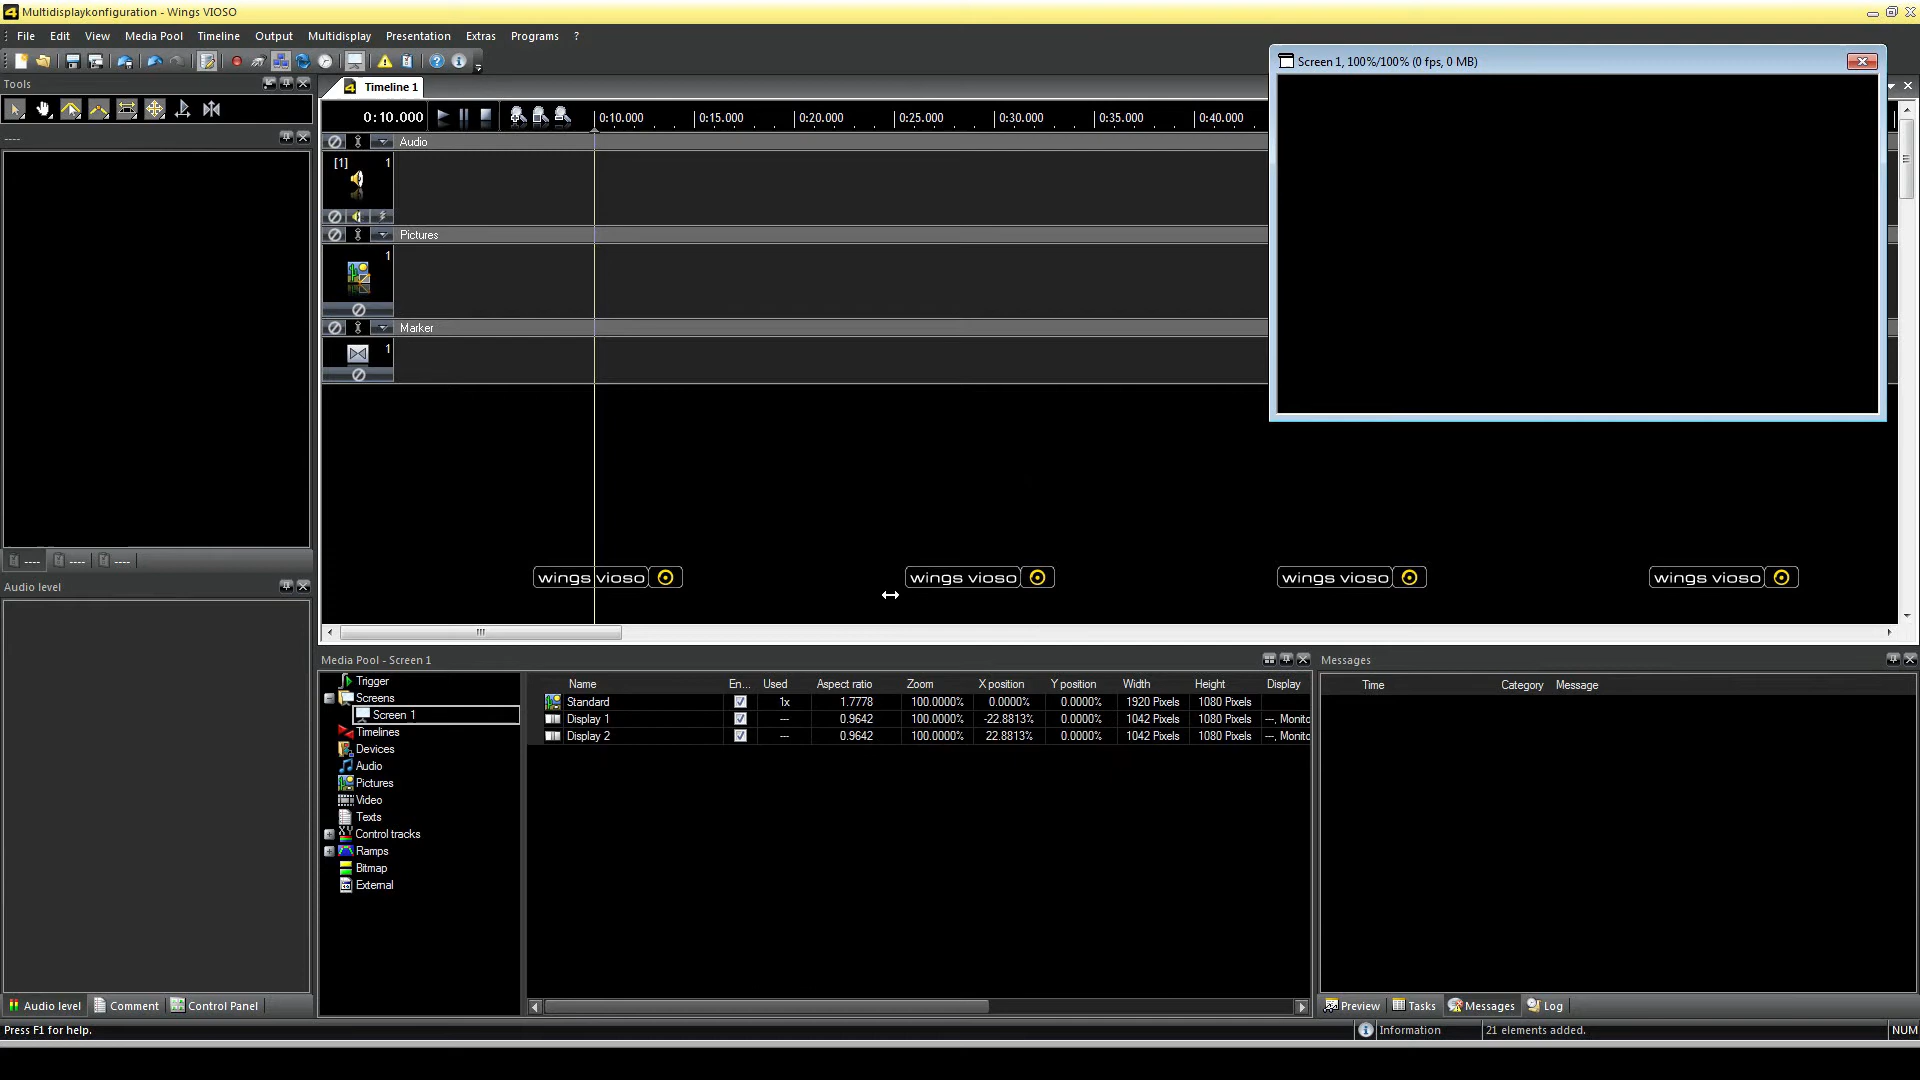 Multidisplaykonfiguration - Wings VIOSO
File Edit View Media Pool Timeline Output Multidisplay Presentation Extras Programs ?
Screen 1, 100%/100% (0 fps, 0 MB)
Tools
Timeline 1
0:10.000 0:10.000 0:15.000 0:20.000 0:25.000 0:30.000 0:35.000 0:40.000
----
Audio
[1] 1
Pictures
1
Marker
1
---- ---- ----
wings vioso wings vioso wings vioso wings vioso
Audio level
Media Pool - Screen 1
Messages
Trigger
Screens
Screen 1
Timelines
Devices
Audio
Pictures
Video
Texts
Control tracks
Ramps
Bitmap
External
Name En... Used Aspect ratio Zoom X position Y position Width Height Display
Standard 1x 1.7778 100.0000% 0.0000% 0.0000% 1920 Pixels 1080 Pixels
Display 1 --- 0.9642 100.0000% -22.8813% 0.0000% 1042 Pixels 1080 Pixels ---, Monito
Display 2 --- 0.9642 100.0000% 22.8813% 0.0000% 1042 Pixels 1080 Pixels ---, Monito
Time Category Message
Audio level Comment Control Panel
Preview Tasks Messages Log
Press F1 for help.
Information 21 elements added. NUM